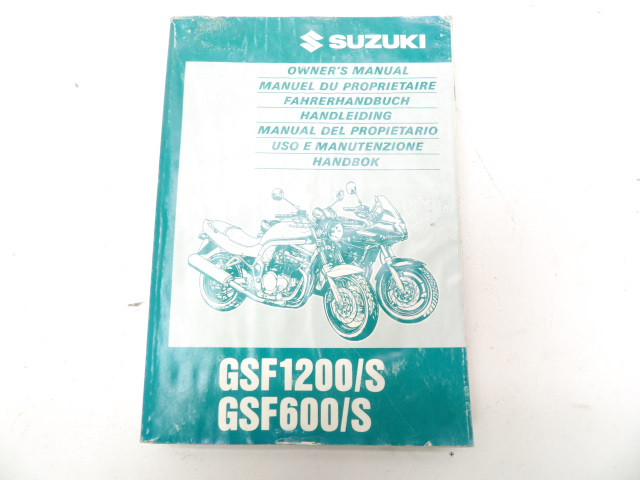 SUZUKI
OWNER'S MANUAL
MANUEL DU PROPRIETAIRE
FAHRERHANDBUCH
HANDLEIDING
MANUAL DEL PROPIETARIO
USO E MANUTENZIONE
HANDBOK
GSF1200/S
GSF600/S